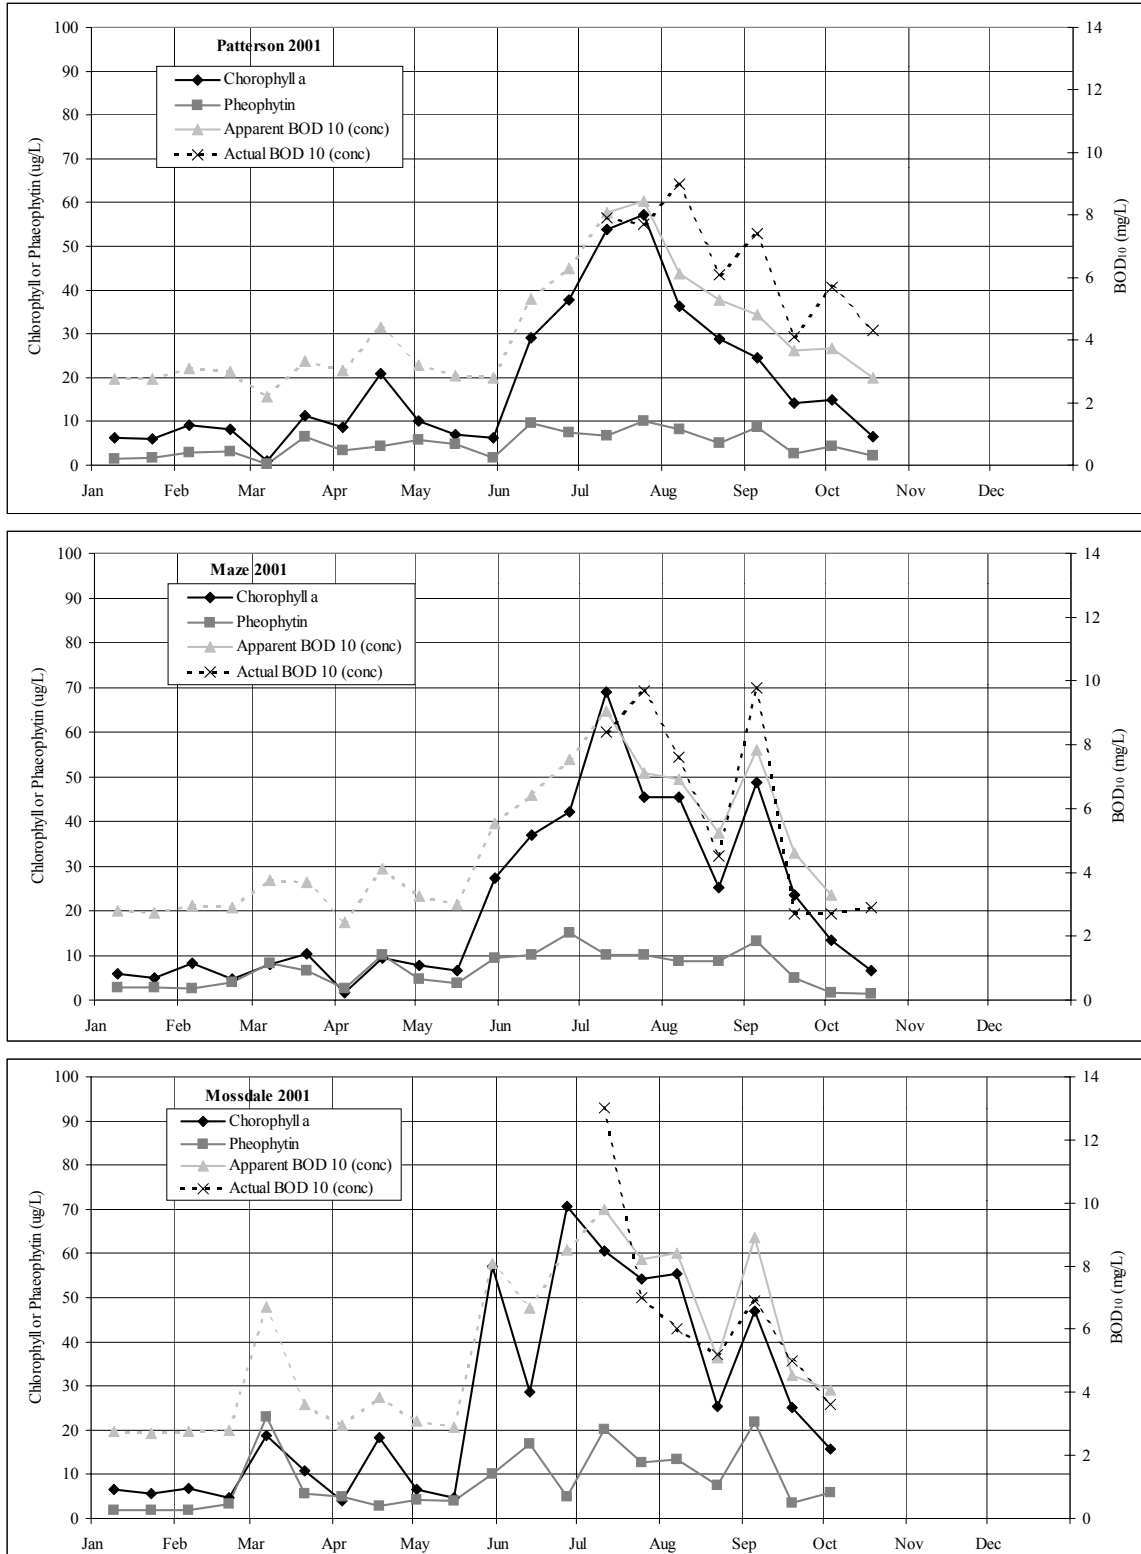 Patterson 2001
Chorophyll a
Pheophytin
Apparent BOD 10 (conc)
Actual BOD 10 (conc)
Chlorophyll or Phaeophytin (ug/L)
100
90
80
70
60
50
40
30
20
10
0
BOD10 (mg/L)
14
12
10
8
6
4
2
0
Jan Feb Mar Apr May Jun Jul Aug Sep Oct Nov Dec
Maze 2001
Chorophyll a
Pheophytin
Apparent BOD 10 (conc)
Actual BOD 10 (conc)
Chlorophyll or Phaeophytin (ug/L)
100
90
80
70
60
50
40
30
20
10
0
BOD10 (mg/L)
14
12
10
8
6
4
2
0
Jan Feb Mar Apr May Jun Jul Aug Sep Oct Nov Dec
Mossdale 2001
Chorophyll a
Pheophytin
Apparent BOD 10 (conc)
Actual BOD 10 (conc)
Chlorophyll or Phaeophytin (ug/L)
100
90
80
70
60
50
40
30
20
10
0
BOD10 (mg/L)
14
12
10
8
6
4
2
0
Jan Feb Mar Apr May Jun Jul Aug Sep Oct Nov Dec